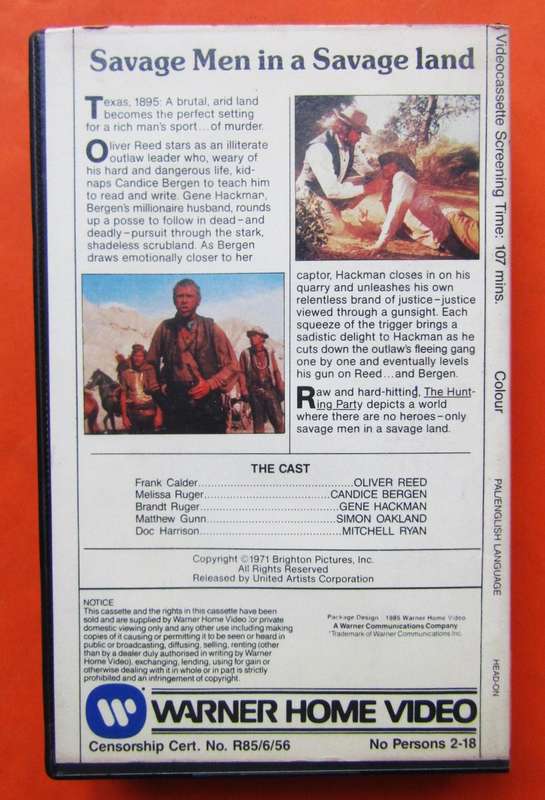 Savage Men in a Savage land
Texas, 1895: A brutal, arid land
becomes the perfect setting
for a rich man's sport...of murder.
Oliver Reed stars as an illiterate
outlaw leader who, weary of
his hard and dangerous life, kid-
naps Candice Bergen to teach him
to read and write. Gene Hackman,
Bergen's millionaire husband, rounds
up a posse to follow in dead–and
deadly–pursuit through the stark,
shadeless scrubland. As Bergen
draws emotionally closer to her
captor, Hackman closes in on his
quarry and unleashes his own
relentless brand of justice–justice
viewed through a gunsight. Each
squeeze of the trigger brings a
sadistic delight to Hackman as he
cuts down the outlaw's fleeing gang
one by one and eventually levels
his gun on Reed...and Bergen.
Raw and hard-hitting, The Hunt-
ing Party depicts a world
where there are no heroes–only
savage men in a savage land.
THE CAST
Frank Calder..............................OLIVER REED
Melissa Ruger........................CANDICE BERGEN
Brandt Ruger..........................GENE HACKMAN
Matthew Gunn.......................SIMON OAKLAND
Doc Harrison.........................MITCHELL RYAN
Copyright ©1971 Brighton Pictures, Inc.
All Rights Reserved
Released by United Artists Corporation
NOTICE
This cassette and the rights in this cassette have been
sold and are supplied by Warner Home Video for private
domestic viewing only and any other use including making
copies of it causing or permitting it to be seen or heard in
public or broadcasting, diffusing, selling, renting (other
than by a dealer duly authorised in writing by Warner
Home Video), exchanging, lending, using for gain or
otherwise dealing with it in whole or in part is strictly
prohibited and an infringement of copyright.
Package Design 1985 Warner Home Video
A Warner Communications Company
*Trademark of Warner Communications Inc.
WARNER HOME VIDEO
Censorship Cert. No. R85/6/56
No Persons 2-18
Videocassette Screening Time: 107 mins.
Colour
PAL/ENGLISH LANGUAGE
HEAD-ON